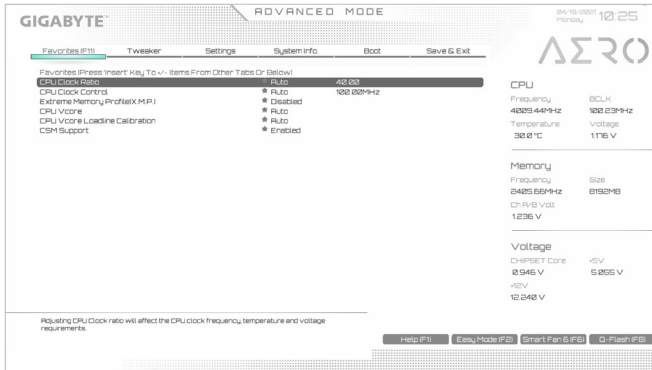 GIGABYTE™
ADVANCED MODE
04/19/2021
Monday
10:25
AERO
Favorites (F11)
Tweaker
Settings
System Info.
Boot
Save & Exit
Favorites (Press 'Insert' Key To +/- Items From Other Tabs Or Below)
CPU Clock Ratio ★ Auto 40.00
CPU Clock Control ★ Auto 100.00MHz
Extreme Memory Profile(X.M.P.) ★ Disabled
CPU Vcore ★ Auto
CPU Vcore Loadline Calibration ★ Auto
CSM Support ★ Enabled
CPU
Frequency BCLK
4009.44MHz 100.23MHz
Temperature Voltage
30.0 °C 1.176 V
Memory
Frequency Size
2405.66MHz 8192MB
Ch A/B Volt
1.236 V
Voltage
CHIPSET Core +5V
0.946 V 5.055 V
+12V
12.240 V
Adjusting CPU Clock ratio will affect the CPU clock frequency, temperature and voltage
requirements.
Help (F1)
Easy Mode (F2)
Smart Fan 6 (F6)
Q-Flash (F8)